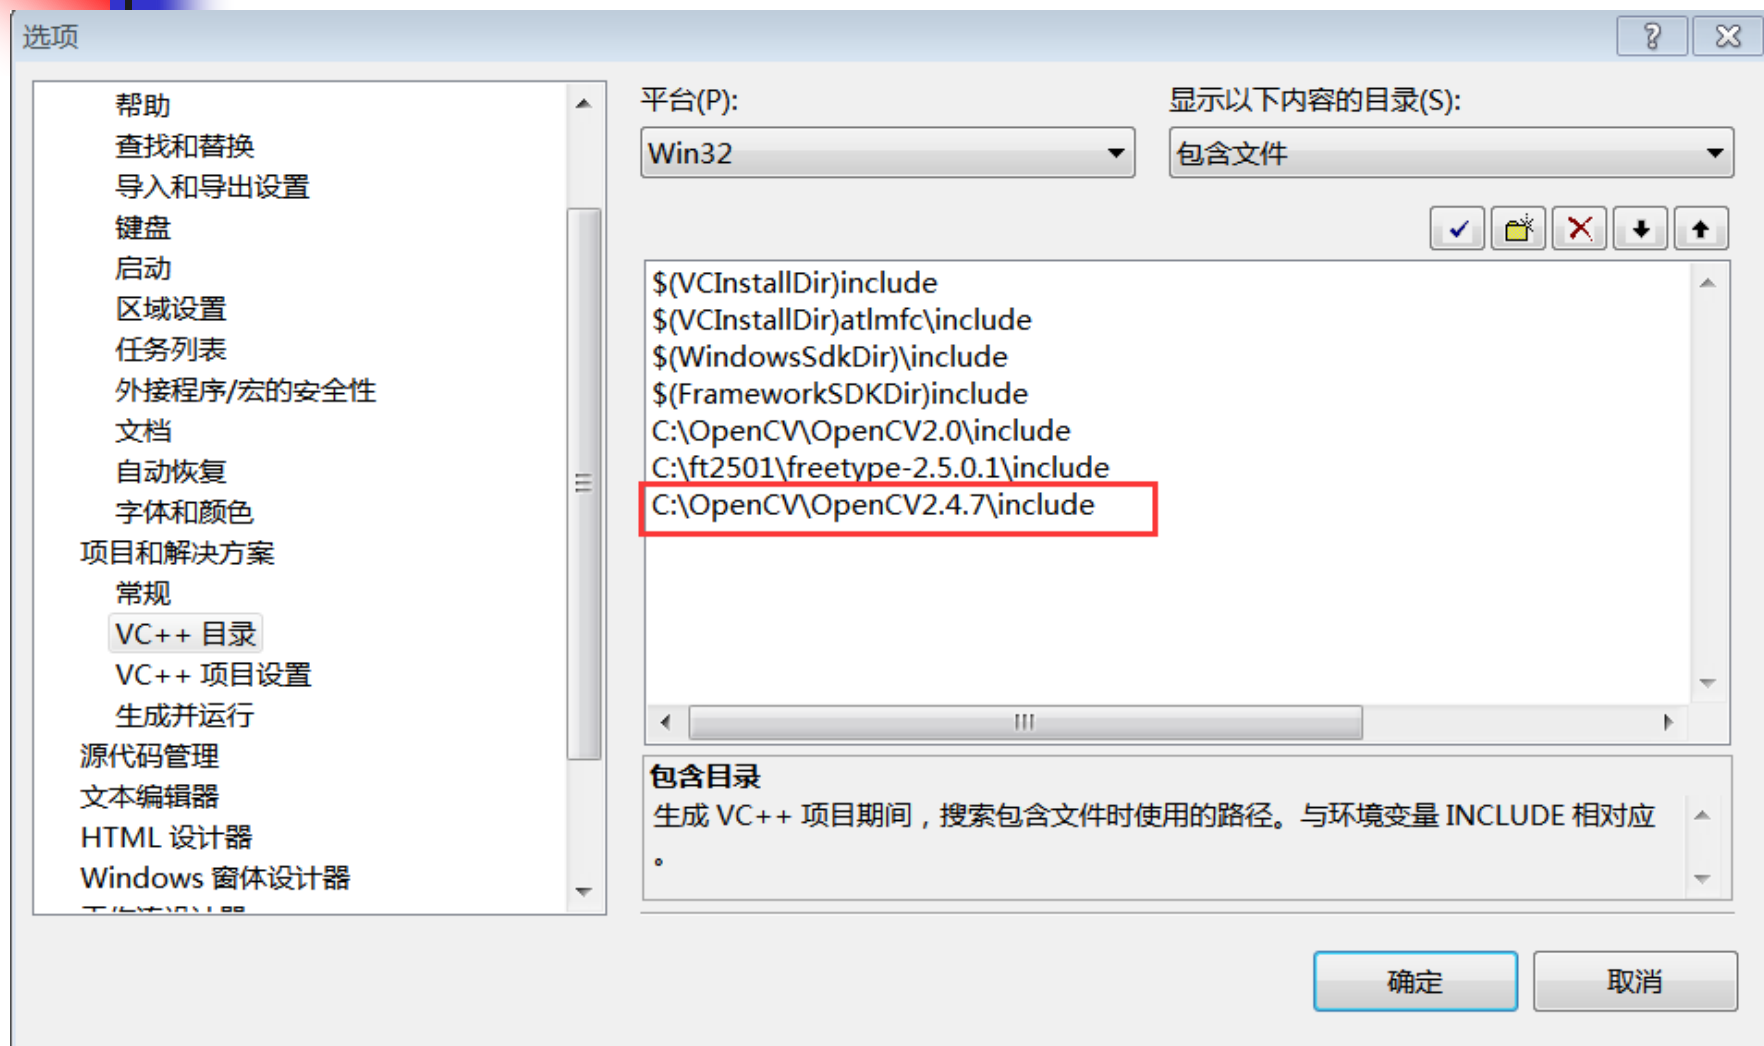 选项
帮助
查找和替换
导入和导出设置
键盘
启动
区域设置
任务列表
外接程序/宏的安全性
文档
自动恢复
字体和颜色
项目和解决方案
常规
VC++ 目录
VC++ 项目设置
生成并运行
源代码管理
文本编辑器
HTML 设计器
Windows 窗体设计器
平台(P):
Win32
显示以下内容的目录(S):
包含文件
$(VCInstallDir)include
$(VCInstallDir)atlmfc\include
$(WindowsSdkDir)\include
$(FrameworkSDKDir)include
C:\OpenCV\OpenCV2.0\include
C:\ft2501\freetype-2.5.0.1\include
C:\OpenCV\OpenCV2.4.7\include
包含目录
生成 VC++ 项目期间，搜索包含文件时使用的路径。与环境变量 INCLUDE 相对应
。
确定
取消